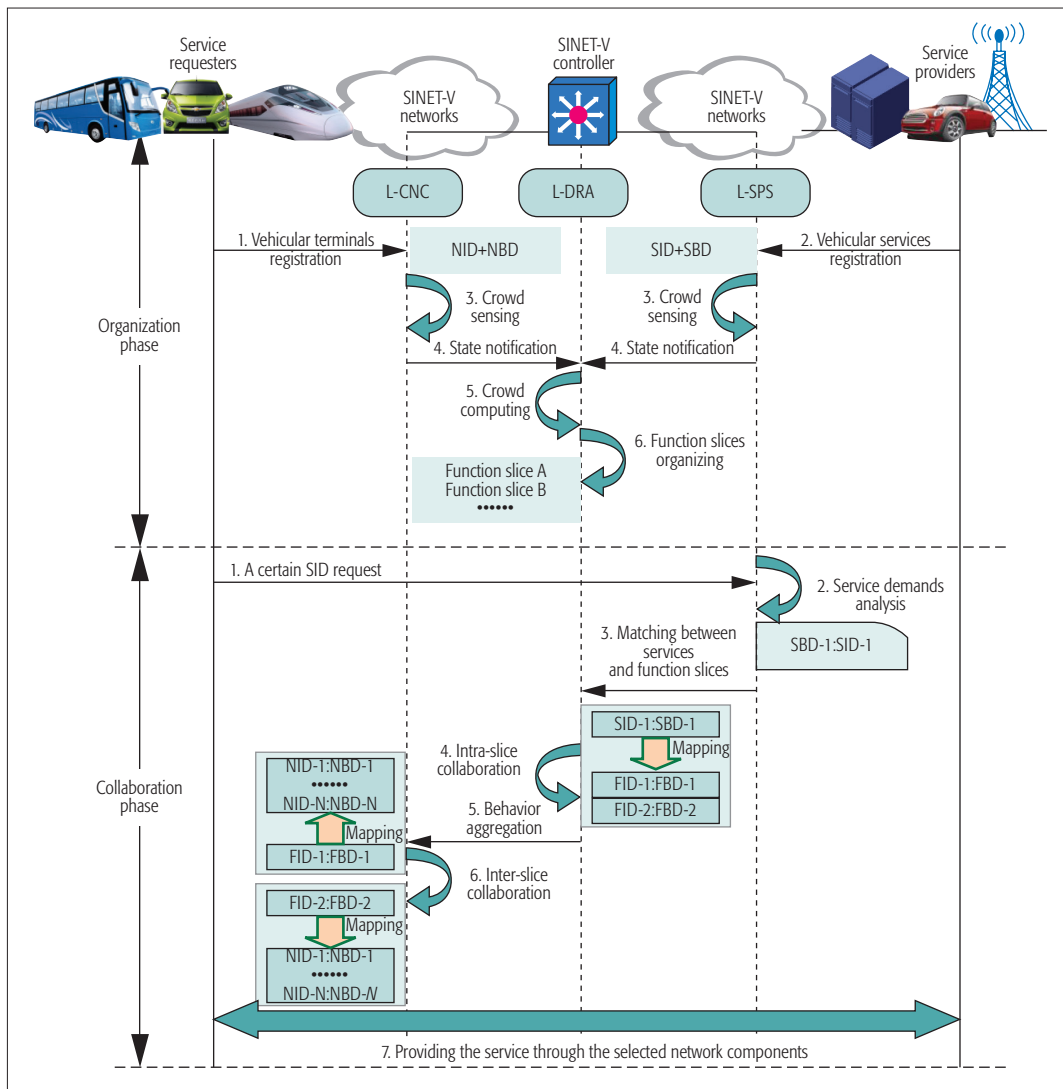 Service
requesters
SINET-V
controller
Service
providers
SINET-V
networks
SINET-V
networks
L-CNC
L-DRA
L-SPS
1. Vehicular terminals
registration
NID+NBD
SID+SBD
2. Vehicular services
registration
3. Crowd
sensing
3. Crowd
sensing
Organization
phase
4. State notification
4. State notification
5. Crowd
computing
6. Function slices
organizing
Function slice A
Function slice B
••••••
1. A certain SID request
2. Service demands
analysis
3. Matching between
services
and function slices
SBD-1:SID-1
SID-1:SBD-1
Mapping
4. Intra-slice
collaboration
FID-1:FBD-1
FID-2:FBD-2
Collaboration
phase
NID-1:NBD-1
••••••
NID-N:NBD-N
Mapping
FID-1:FBD-1
5. Behavior
aggregation
6. Inter-slice
collaboration
FID-2:FBD-2
Mapping
NID-1:NBD-1
••••••
NID-N:NBD-N
7. Providing the service through the selected network components